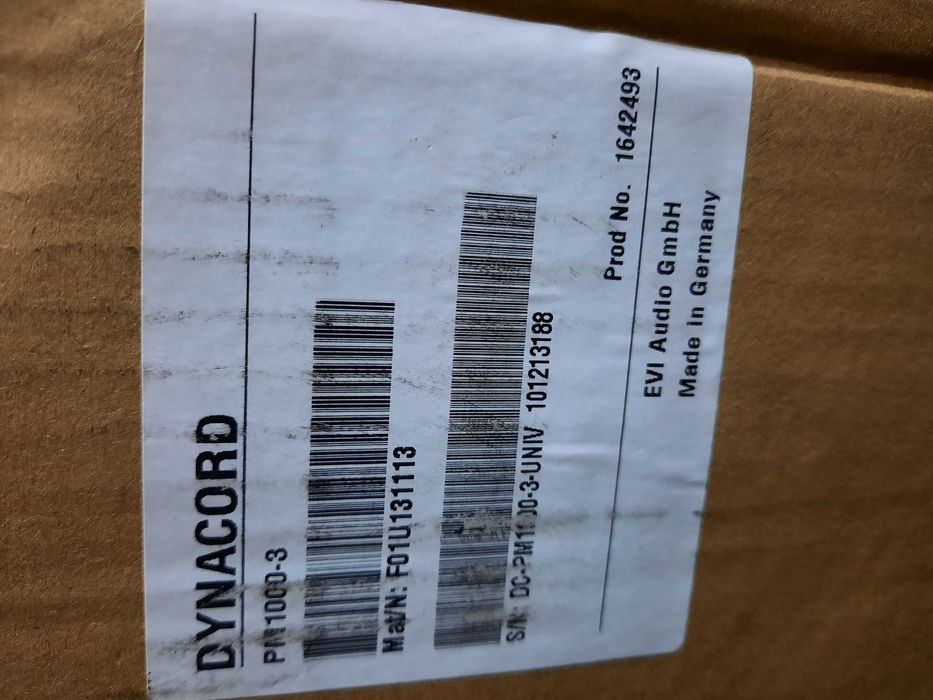 DYNACORD
PM1000-3
Mat/N: F01U131113
S/N: DC-PM1000-3-UNIV 101213188
Prod No. 1642493
EVI Audio GmbH
Made in Germany